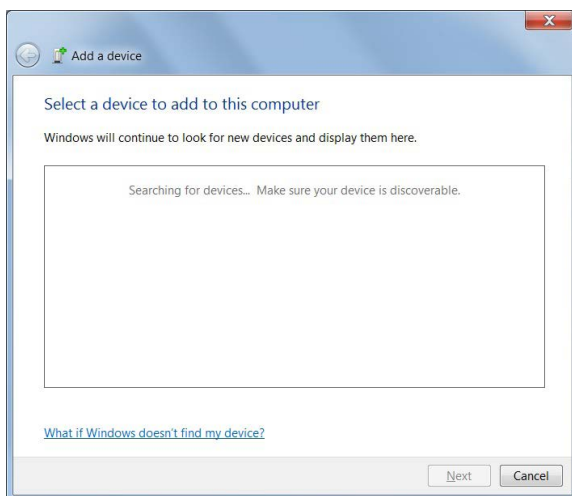 Add a device
Select a device to add to this computer
Windows will continue to look for new devices and display them here.
Searching for devices... Make sure your device is discoverable.
What if Windows doesn't find my device?
Next Cancel